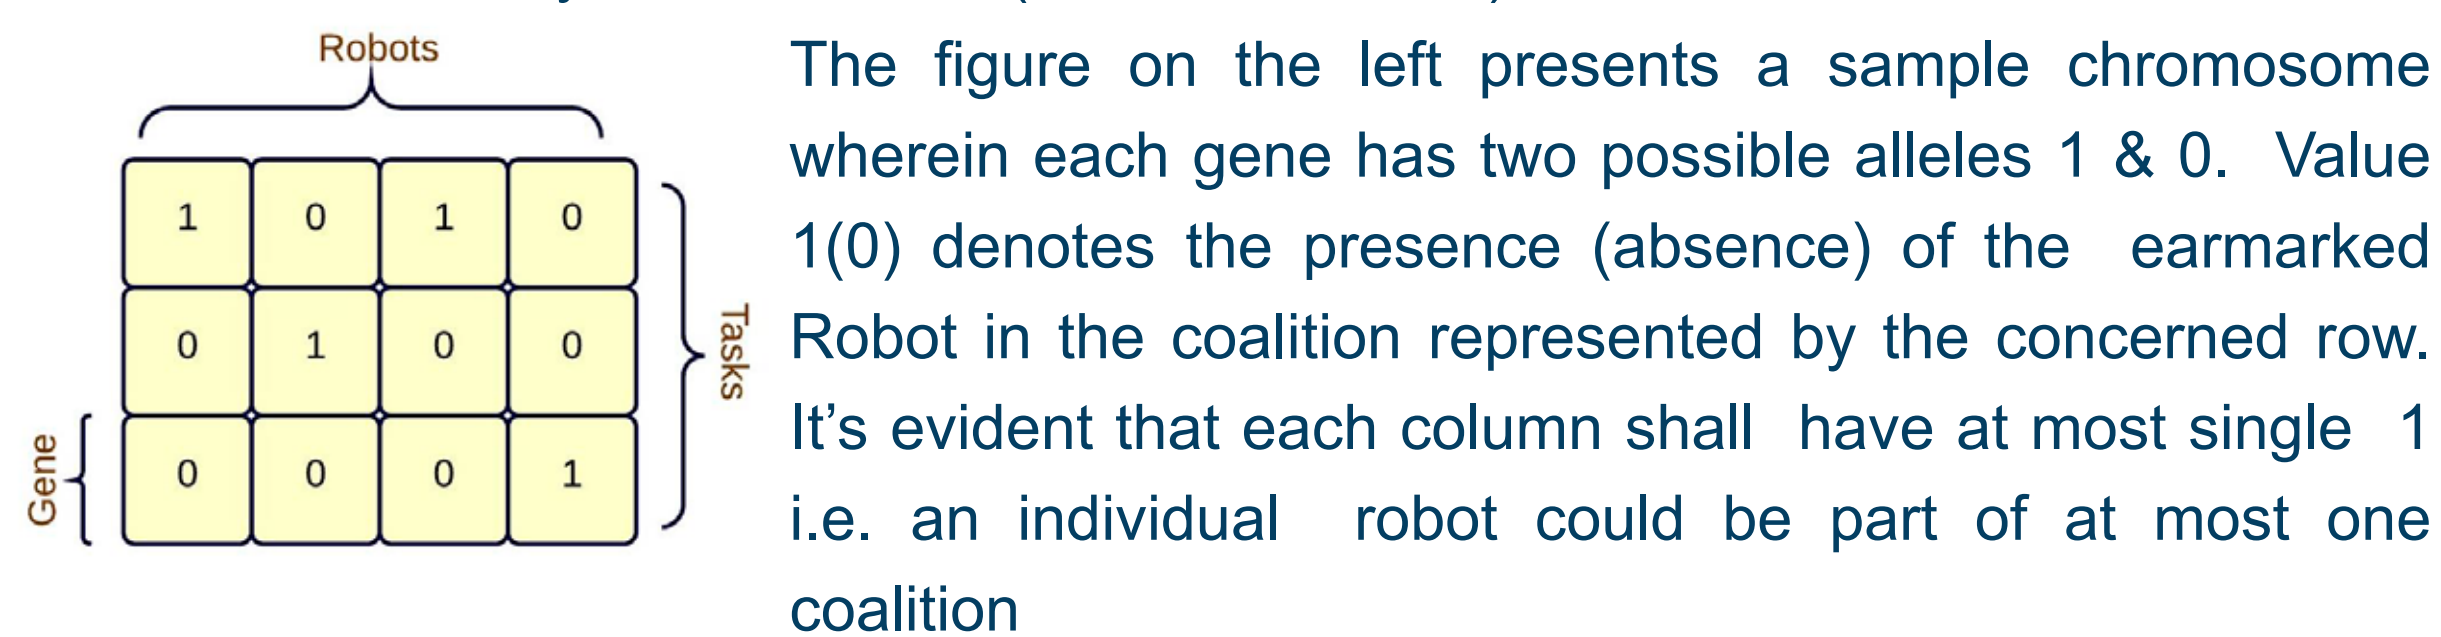 Robots
1 0 1 0
0 1 0 0
0 0 0 1
Tasks
Gene
The figure on the left presents a sample chromosome
wherein each gene has two possible alleles 1 & 0. Value
1(0) denotes the presence (absence) of the earmarked
Robot in the coalition represented by the concerned row.
It’s evident that each column shall have at most single 1
i.e. an individual robot could be part of at most one
coalition